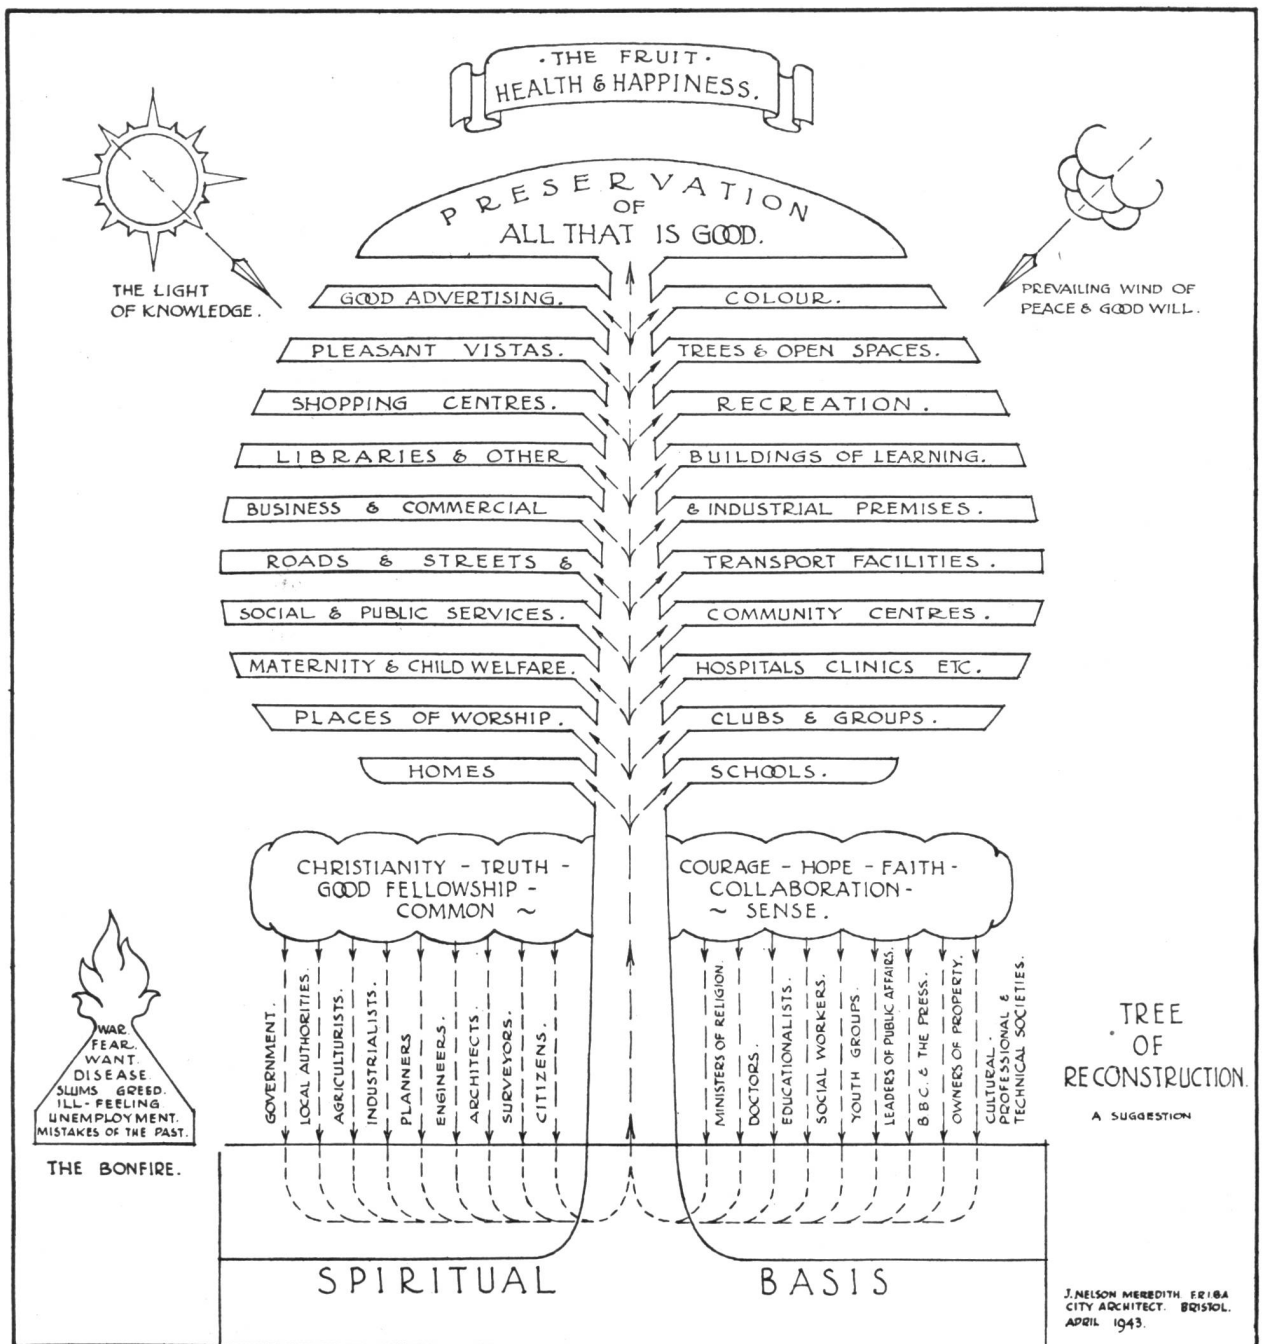 · THE FRUIT ·
HEALTH & HAPPINESS.
PRESERVATION
OF
ALL THAT IS GOOD.
THE LIGHT
OF KNOWLEDGE.
PREVAILING WIND OF
PEACE & GOOD WILL.
GOOD ADVERTISING. COLOUR.
PLEASANT VISTAS. TREES & OPEN SPACES.
SHOPPING CENTRES. RECREATION.
LIBRARIES & OTHER BUILDINGS OF LEARNING.
BUSINESS & COMMERCIAL & INDUSTRIAL PREMISES.
ROADS & STREETS & TRANSPORT FACILITIES.
SOCIAL & PUBLIC SERVICES. COMMUNITY CENTRES.
MATERNITY & CHILD WELFARE. HOSPITALS CLINICS ETC.
PLACES OF WORSHIP. CLUBS & GROUPS.
HOMES SCHOOLS.
CHRISTIANITY - TRUTH -
GOOD FELLOWSHIP -
COMMON ~
COURAGE - HOPE - FAITH -
COLLABORATION -
~ SENSE.
GOVERNMENT.
LOCAL AUTHORITIES.
AGRICULTURISTS.
INDUSTRIALISTS.
PLANNERS
ENGINEERS.
ARCHITECTS.
SURVEYORS.
CITIZENS.
MINISTERS OF RELIGION.
DOCTORS.
EDUCATIONALISTS.
SOCIAL WORKERS.
YOUTH GROUPS.
LEADERS OF PUBLIC AFFAIRS.
B.B.C. & THE PRESS.
OWNERS OF PROPERTY.
CULTURAL -
PROFESSIONAL &
TECHNICAL SOCIETIES.
WAR.
FEAR.
WANT.
DISEASE
SLUMS GREED.
ILL-FEELING
UNEMPLOYMENT.
MISTAKES OF THE PAST.
THE BONFIRE.
TREE
OF
RECONSTRUCTION.
A SUGGESTION
SPIRITUAL BASIS
J. NELSON MEREDITH F.R.I.B.A
CITY ARCHITECT. BRISTOL.
APRIL 1943.